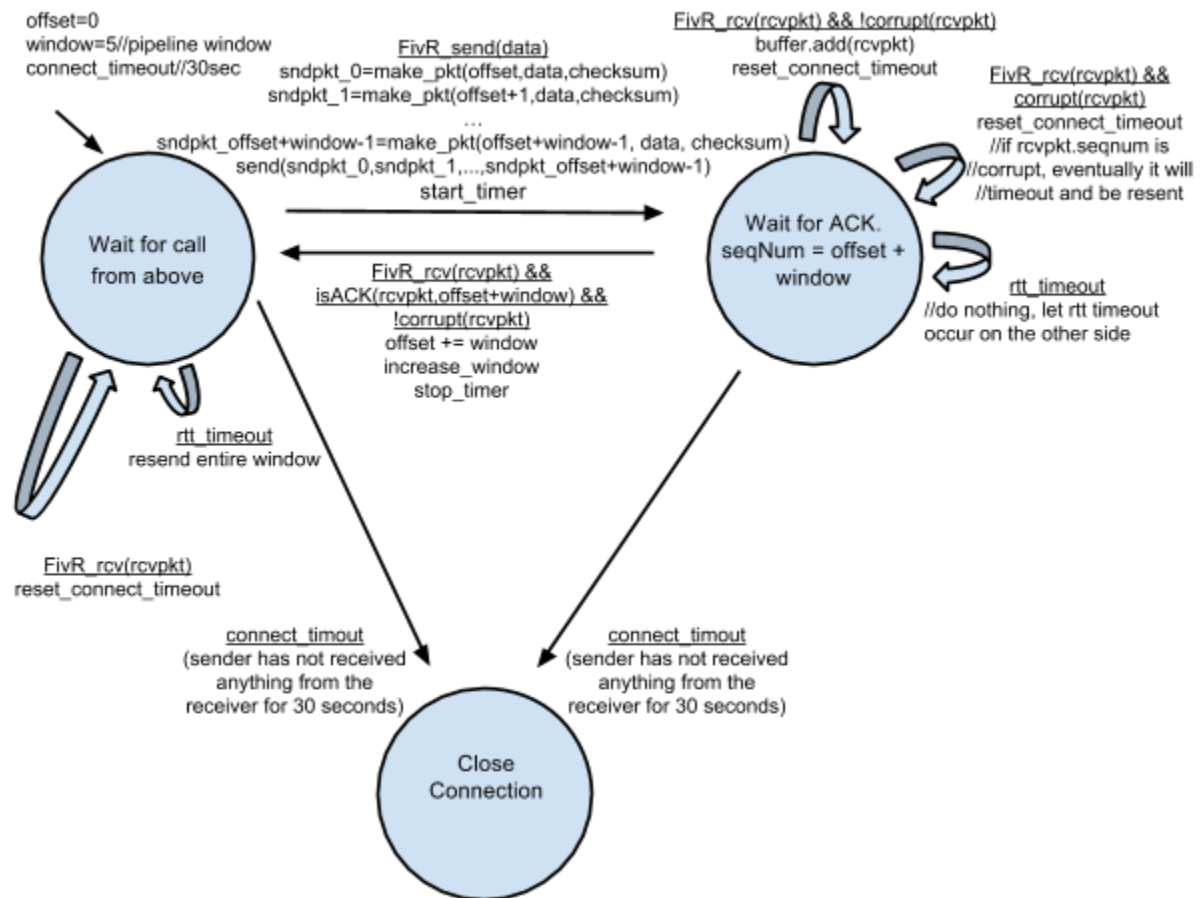 offset=0
window=5//pipeline window
connect_timeout//30sec
FivR_send(data)
sndpkt_0=make_pkt(offset,data,checksum)
sndpkt_1=make_pkt(offset+1,data,checksum)
...
sndpkt_offset+window-1=make_pkt(offset+window-1, data, checksum)
send(sndpkt_0,sndpkt_1,...,sndpkt_offset+window-1)
start_timer
FivR_rcv(rcvpkt) && !corrupt(rcvpkt)
buffer.add(rcvpkt)
reset_connect_timeout
FivR_rcv(rcvpkt) &&
corrupt(rcvpkt)
reset_connect_timeout
//if rcvpkt.seqnum is
//corrupt, eventually it will
//timeout and be resent
Wait for call
from above
Wait for ACK.
seqNum = offset +
window
FivR_rcv(rcvpkt) &&
isACK(rcvpkt,offset+window) &&
!corrupt(rcvpkt)
offset += window
increase_window
stop_timer
rtt_timeout
//do nothing, let rtt timeout
occur on the other side
rtt_timeout
resend entire window
FivR_rcv(rcvpkt)
reset_connect_timeout
connect_timout
(sender has not received
anything from the
receiver for 30 seconds)
connect_timout
(sender has not received
anything from the
receiver for 30 seconds)
Close
Connection